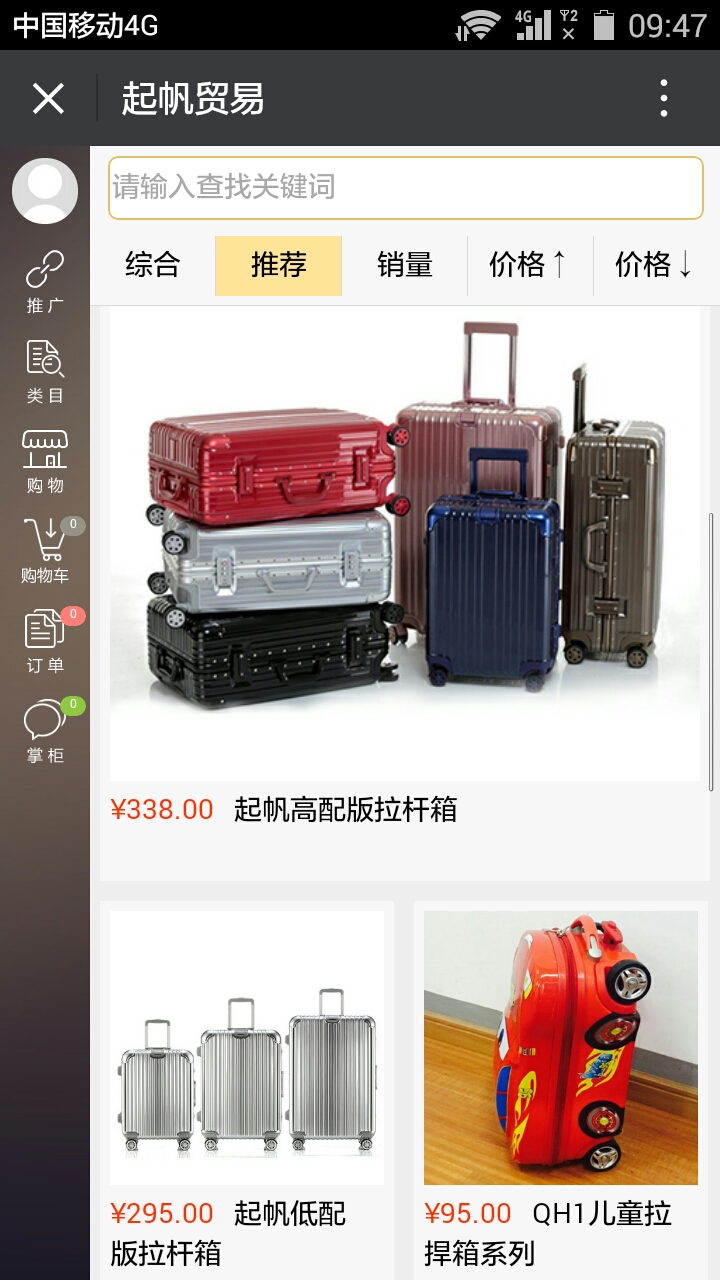 中国移动4G
4G
2
09:47
起帆贸易
请输入查找关键词
综合
推荐
销量
价格↑
价格↓
推广
类目
购物
0
购物车
0
订单
0
掌柜
¥338.00 起帆高配版拉杆箱
¥295.00 起帆低配
版拉杆箱
¥95.00 QH1儿童拉
捍箱系列